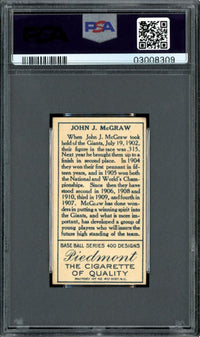 PSA
PSA
03008309
JOHN J. McGRAW
When John J. McGraw took
hold of the Giants, July 19, 1902,
their figure in the race was .315.
Next year he brought them up to a
finish in second place. In 1904
they won their pennant in fif-
teen years, and in 1905 won both
the National and World's Cham-
pionships. Since then they have
stood second in 1906, 1908 and
1910, third in 1909, and fourth in
1907. McGraw has done won-
ders in putting a winning spirit into
the Giants, and what is more im-
portant, has developed a group of
young players who will insure the
future high standing of the team.
BASE BALL SERIES 400 DESIGNS
Piedmont
THE CIGARETTE
OF QUALITY